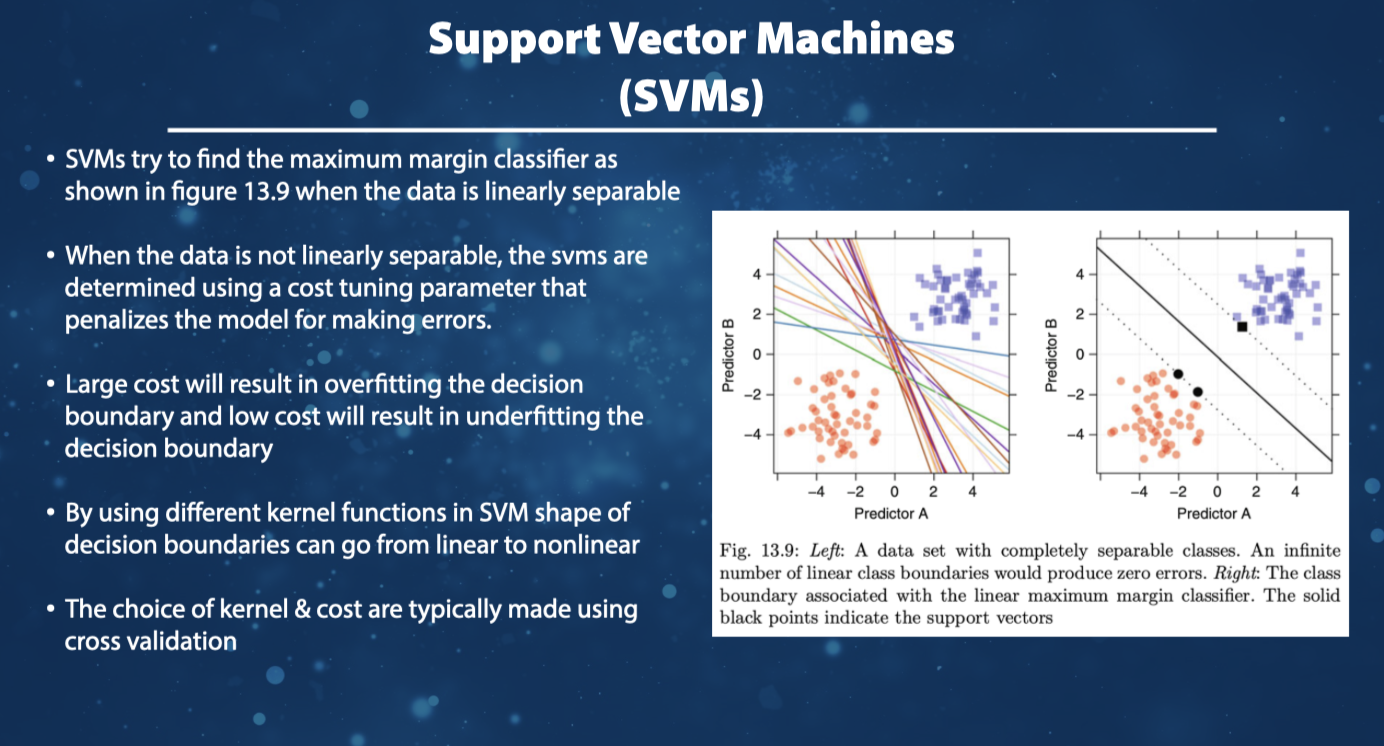 Support Vector Machines
(SVMs)
• SVMs try to find the maximum margin classifier as
shown in figure 13.9 when the data is linearly separable
• When the data is not linearly separable, the svms are
determined using a cost tuning parameter that
penalizes the model for making errors.
• Large cost will result in overfitting the decision
boundary and low cost will result in underfitting the
decision boundary
• By using different kernel functions in SVM shape of
decision boundaries can go from linear to nonlinear
• The choice of kernel & cost are typically made using
cross validation
Predictor B
4
2
0
−2
−4
−4 −2 0 2 4
Predictor A
Predictor B
4
2
0
−2
−4
−4 −2 0 2 4
Predictor A
Fig. 13.9: Left: A data set with completely separable classes. An infinite
number of linear class boundaries would produce zero errors. Right: The class
boundary associated with the linear maximum margin classifier. The solid
black points indicate the support vectors